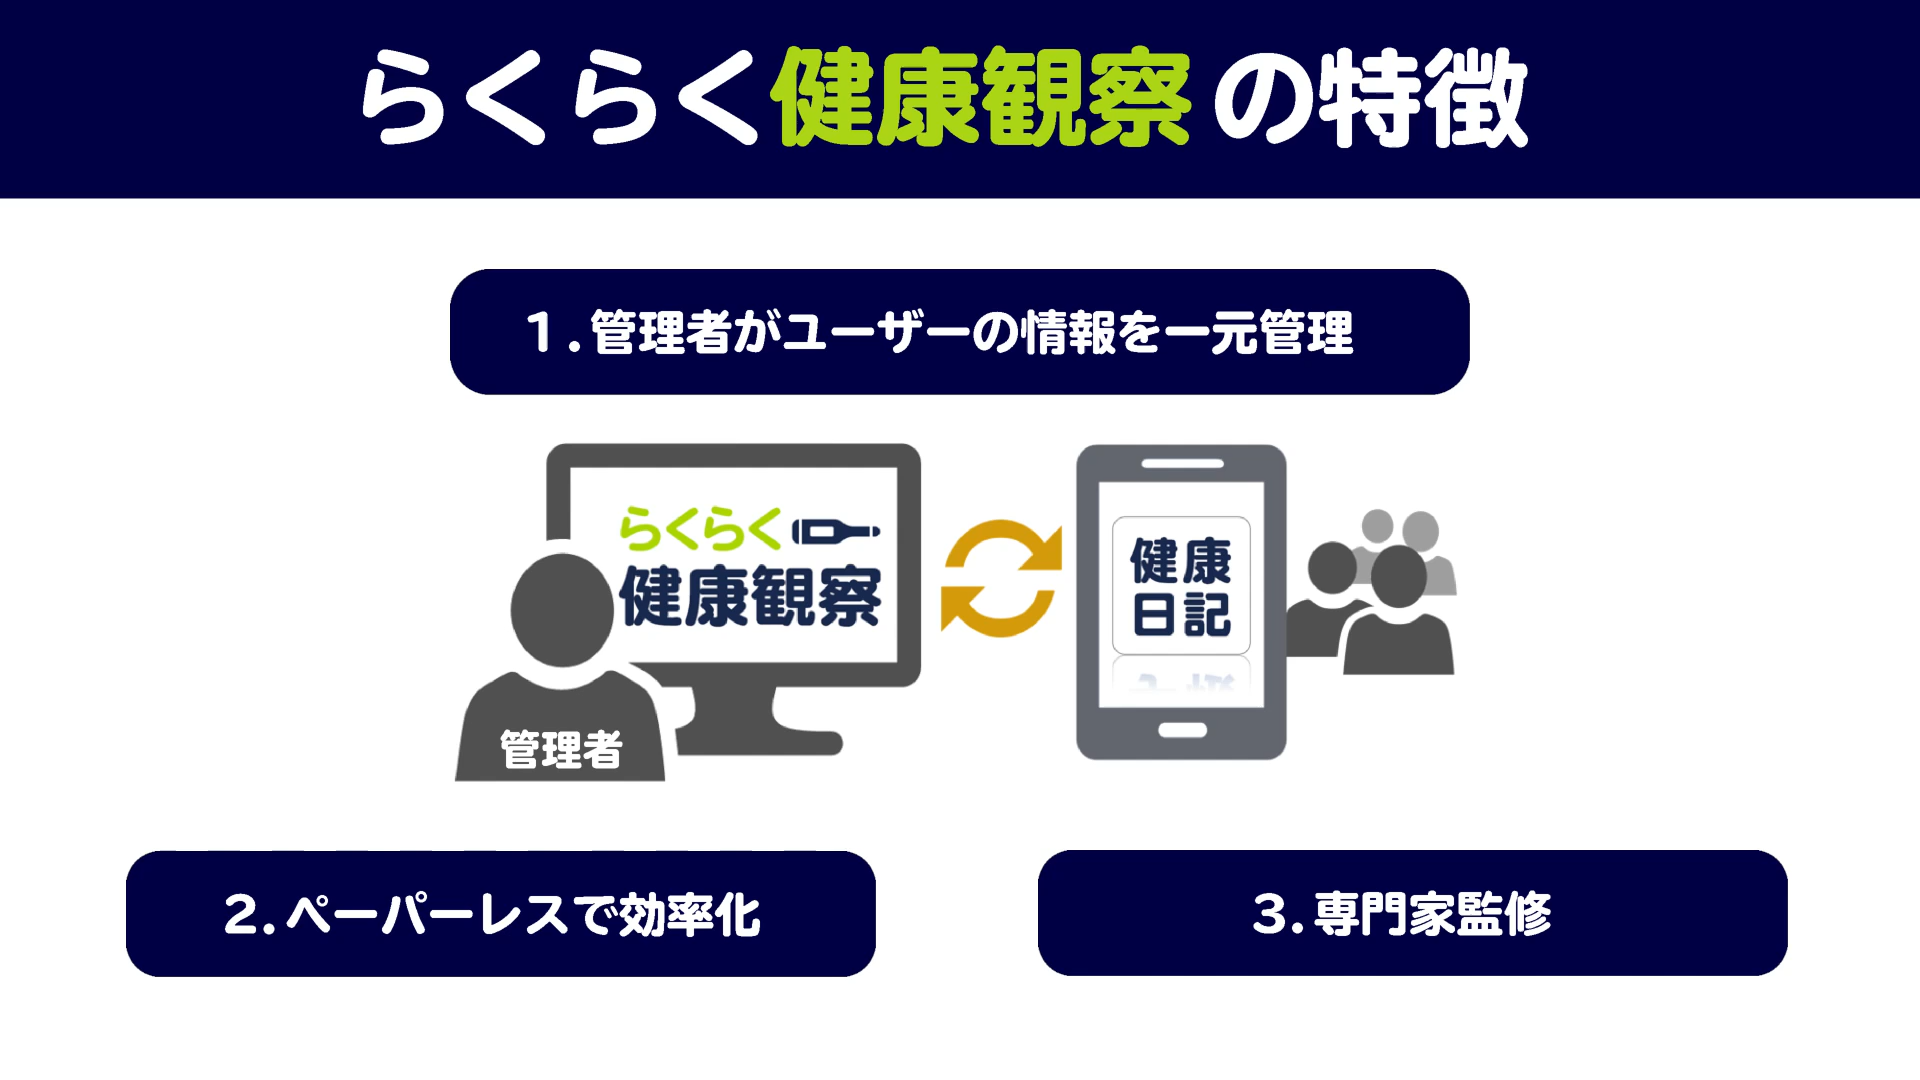 らくらく健康観察の特徴
１.管理者がユーザーの情報を一元管理
らくらく
健康観察
管理者
健康
日記
2.ペーパーレスで効率化
3.専門家監修